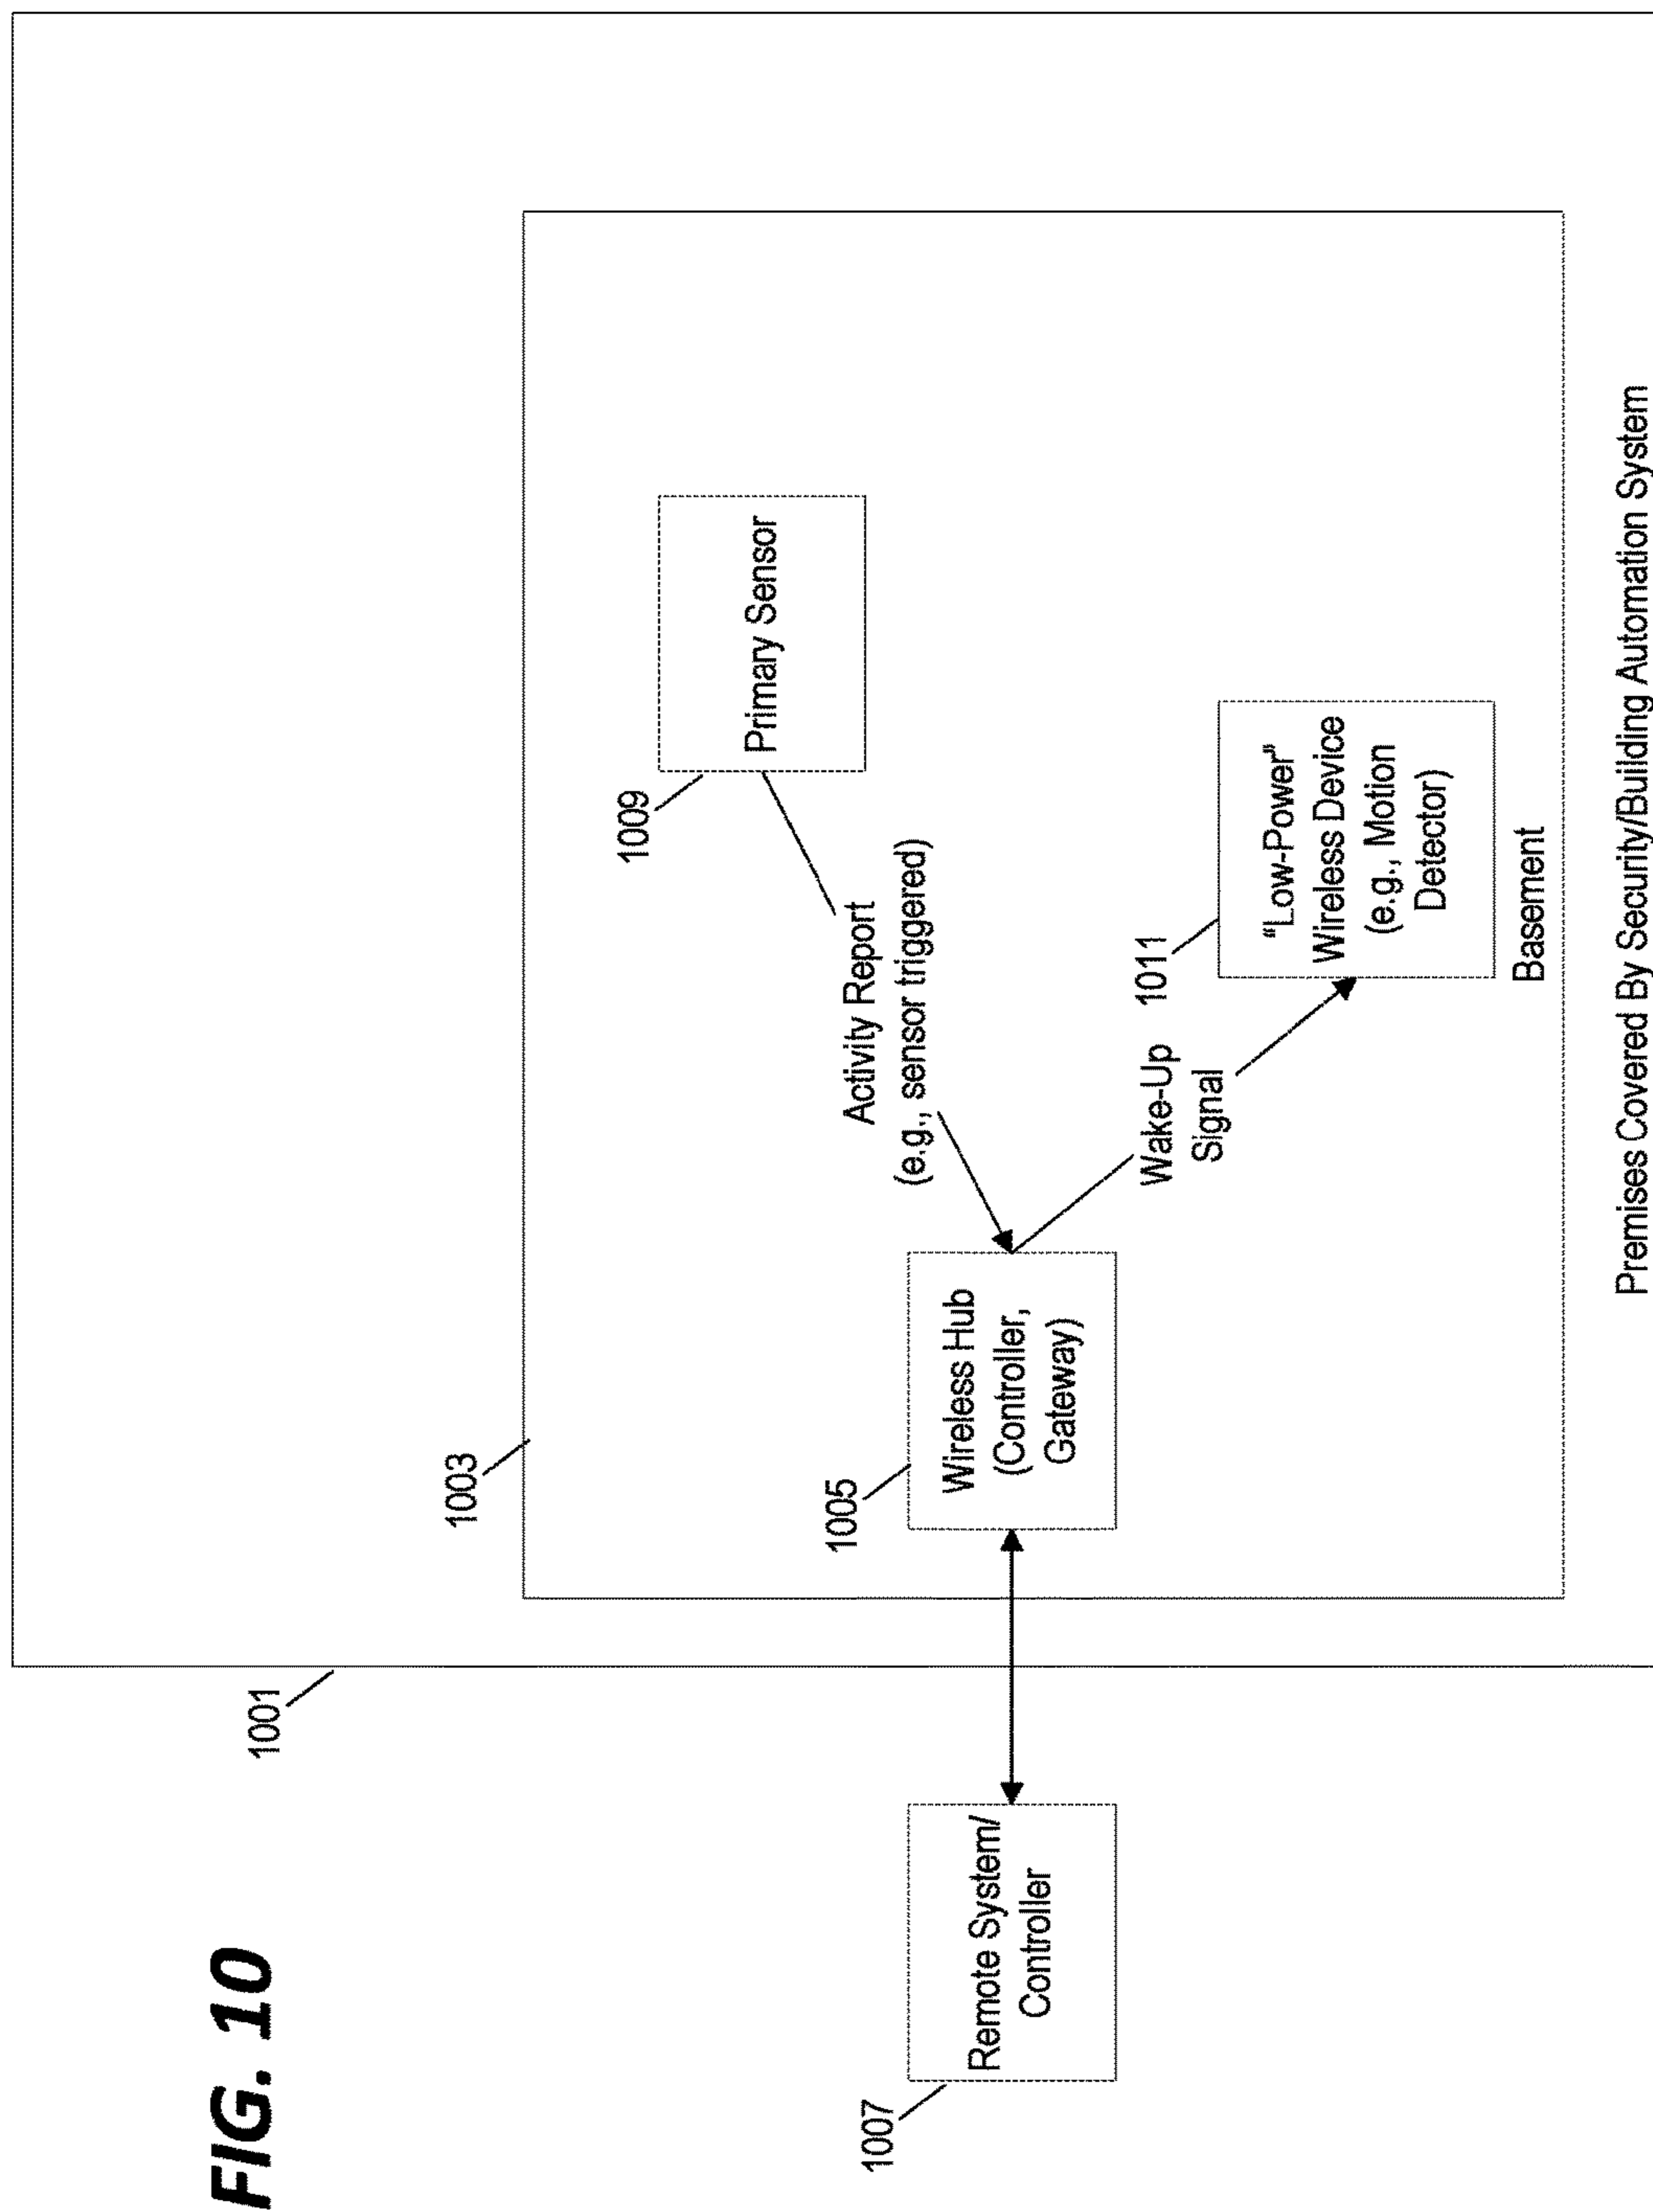 FIG. 10
1001
1003
1009
Primary Sensor
Activity Report
(e.g., sensor triggered)
1005
Wireless Hub
(Controller,
Gateway)
1007
Remote System/
Controller
Wake-Up
Signal
1011
“Low-Power”
Wireless Device
(e.g., Motion
Detector)
Basement
Premises Covered By Security/Building Automation System